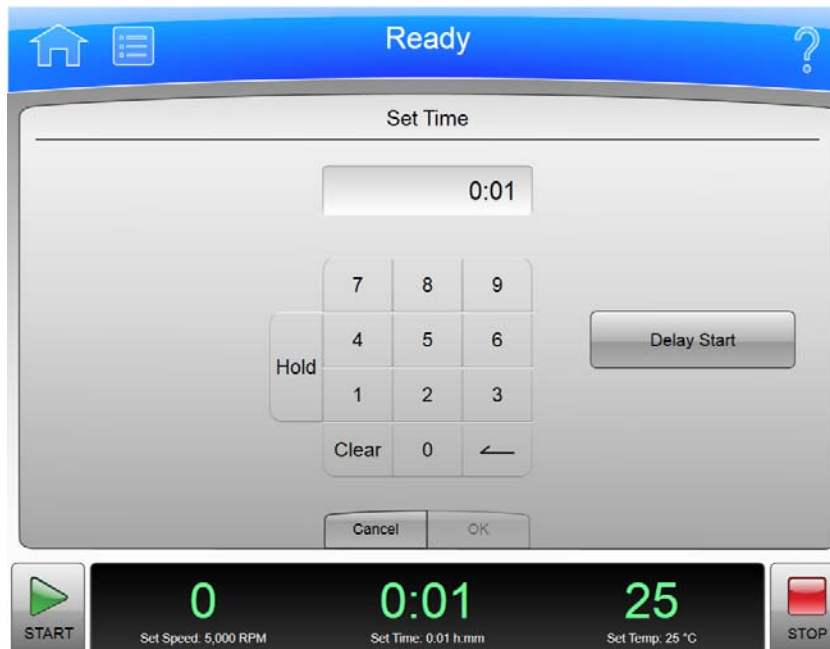 Ready
Set Time
0:01
7 8 9
4 5 6
Hold
1 2 3
Clear 0
Delay Start
Cancel OK
START
0
Set Speed: 5,000 RPM
0:01
Set Time: 0.01 h:mm
25
Set Temp: 25 °C
STOP